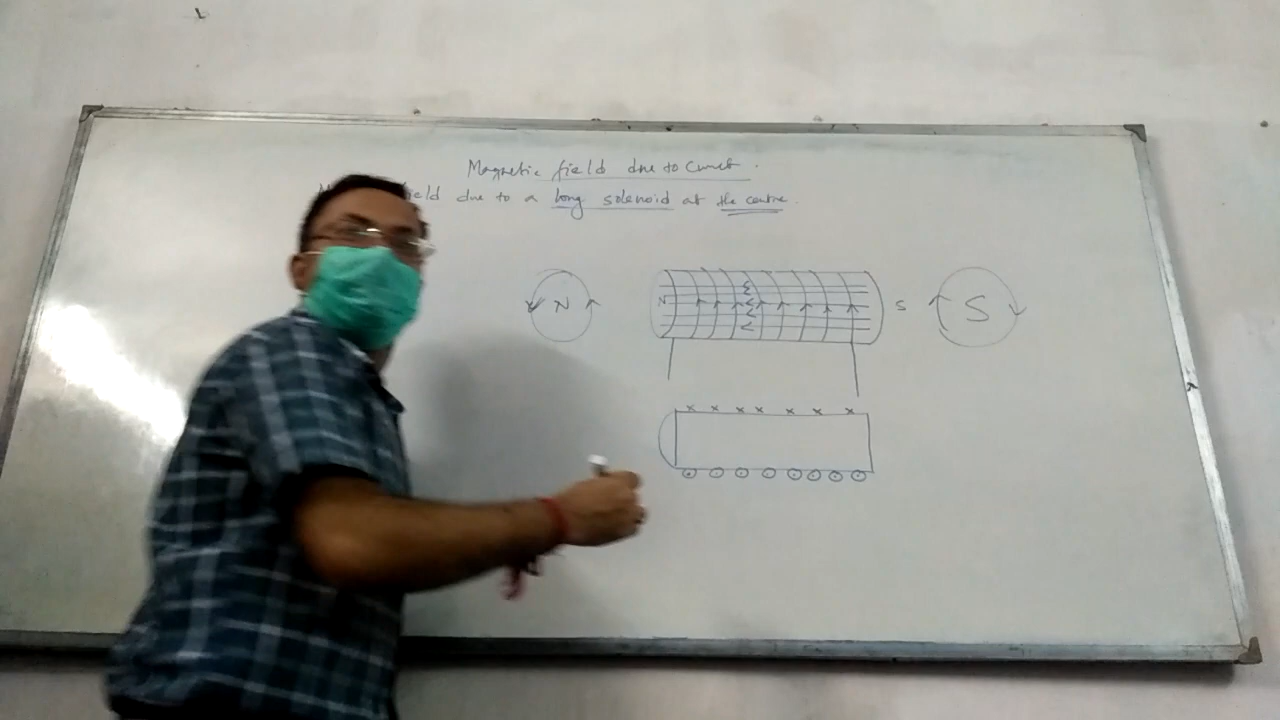 Magnetic field due to Current.
field due to a long solenoid at the centre.
N N S S